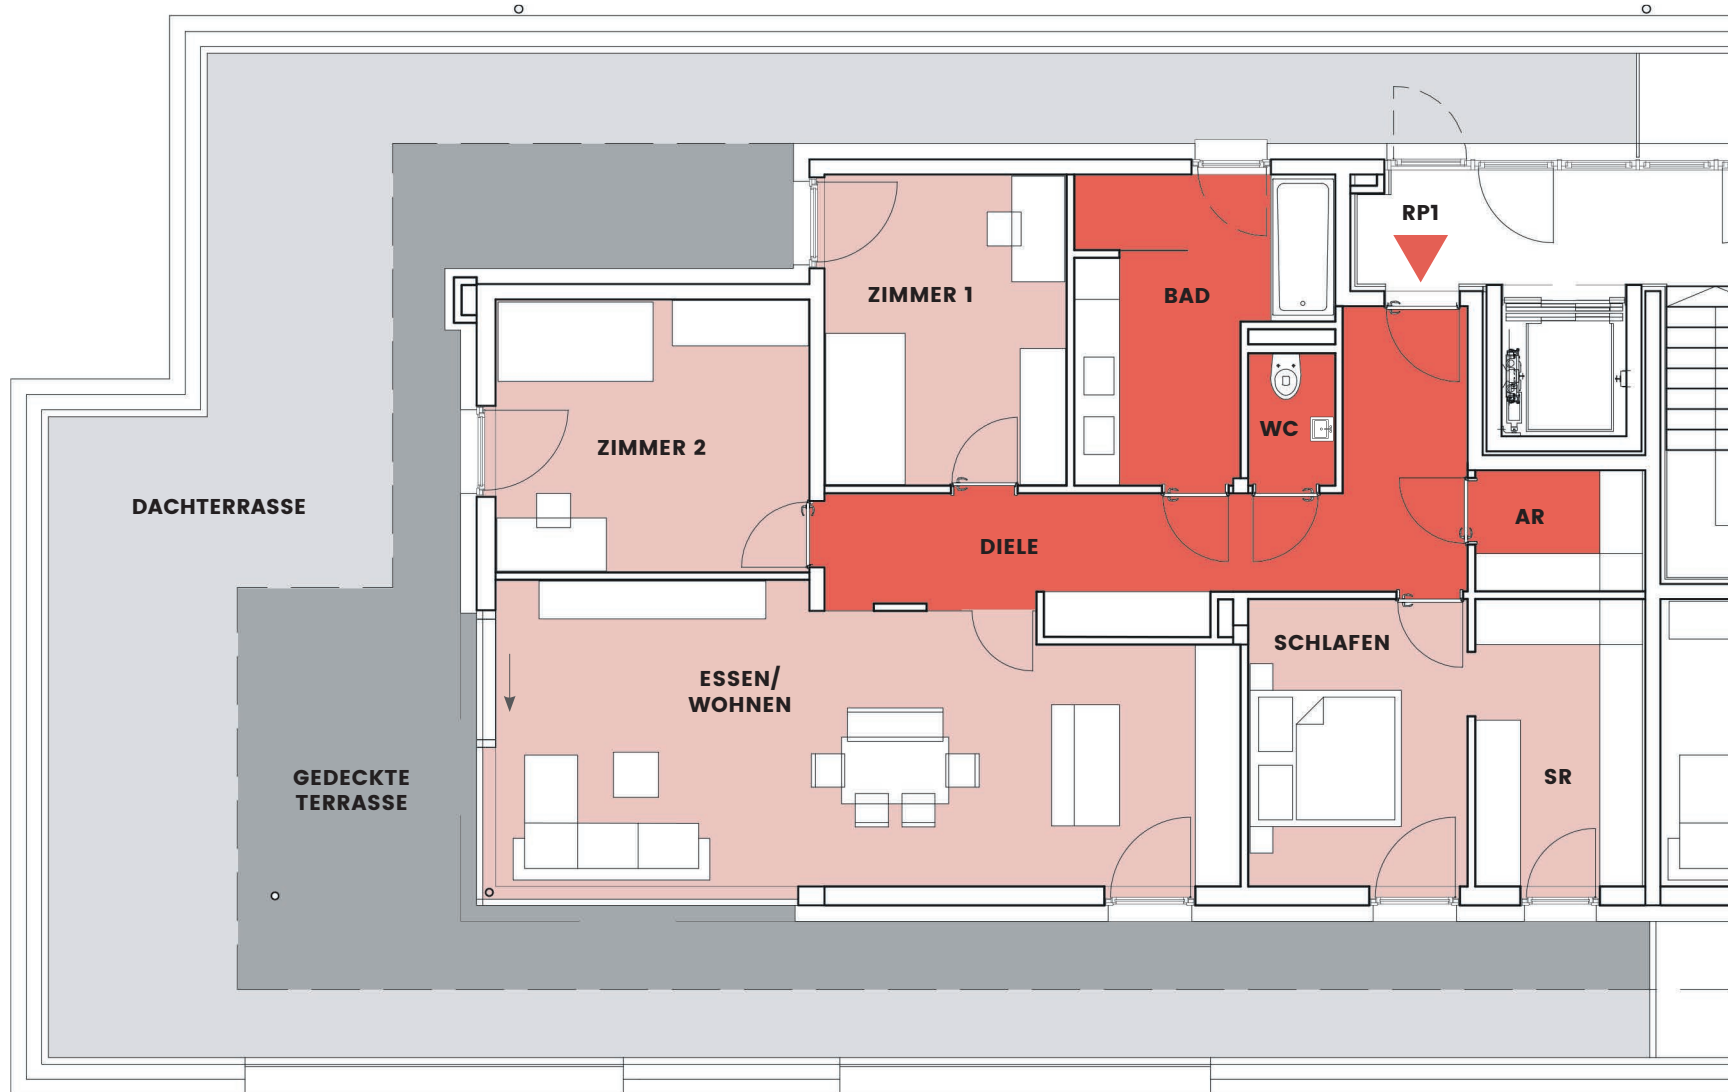 RP1
ZIMMER 1
BAD
WC
ZIMMER 2
DACHTERRASSE
AR
DIELE
SCHLAFEN
ESSEN/
WOHNEN
GEDECKTE
TERRASSE
SR